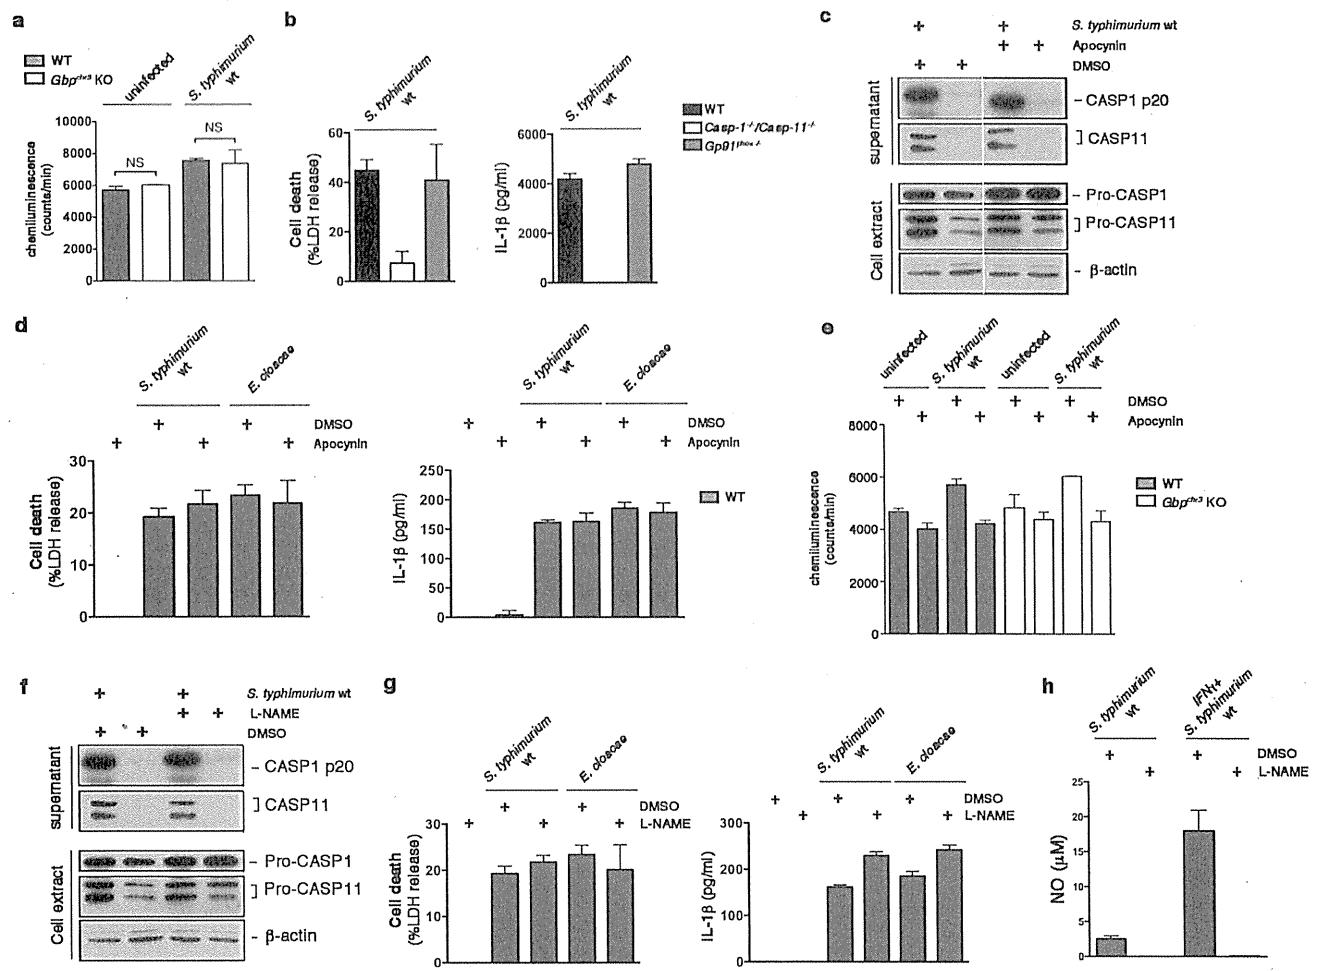 a
WT
Gbp^chr3 KO
uninfected
S. typhimurium
wt
NS
NS
chemiluminescence
(counts/min)
10000
8000
6000
4000
2000
0
b
S. typhimurium
wt
Cell death
(%LDH release)
60
40
20
0
S. typhimurium
wt
IL-1β (pg/ml)
6000
4000
2000
0
WT
Casp-1^-/-/Casp-11^-/-
Gp91^phox-/-
c
S. typhimurium wt
Apocynin
DMSO
+ +
+ +
+ +
supernatant
- CASP1 p20
] CASP11
Cell extract
- Pro-CASP1
] Pro-CASP11
- β-actin
d
S. typhimurium
wt
E. cloacae
+ + DMSO
+ + + Apocynin
Cell death
(%LDH release)
30
20
10
0
S. typhimurium
wt
E. cloacae
+ + + DMSO
+ + + Apocynin
IL-1β (pg/ml)
250
200
150
100
50
0
WT
e
uninfected
S. typhimurium
wt
uninfected
S. typhimurium
wt
+ + + + DMSO
+ + + + Apocynin
chemiluminescence
(counts/min)
8000
6000
4000
2000
0
WT
Gbp^chr3 KO
f
+ + S. typhimurium wt
+ + L-NAME
+ + DMSO
supernatant
- CASP1 p20
] CASP11
Cell extract
- Pro-CASP1
] Pro-CASP11
- β-actin
g
S. typhimurium
wt
E. cloacae
+ + DMSO
+ + + L-NAME
Cell death
(%LDH release)
30
20
10
0
S. typhimurium
wt
E. cloacae
+ + + DMSO
+ + + L-NAME
IL-1β (pg/ml)
300
200
100
0
h
S. typhimurium
wt
IFNγ+
S. typhimurium
wt
+ + DMSO
+ + L-NAME
NO (μM)
25
20
15
10
5
0